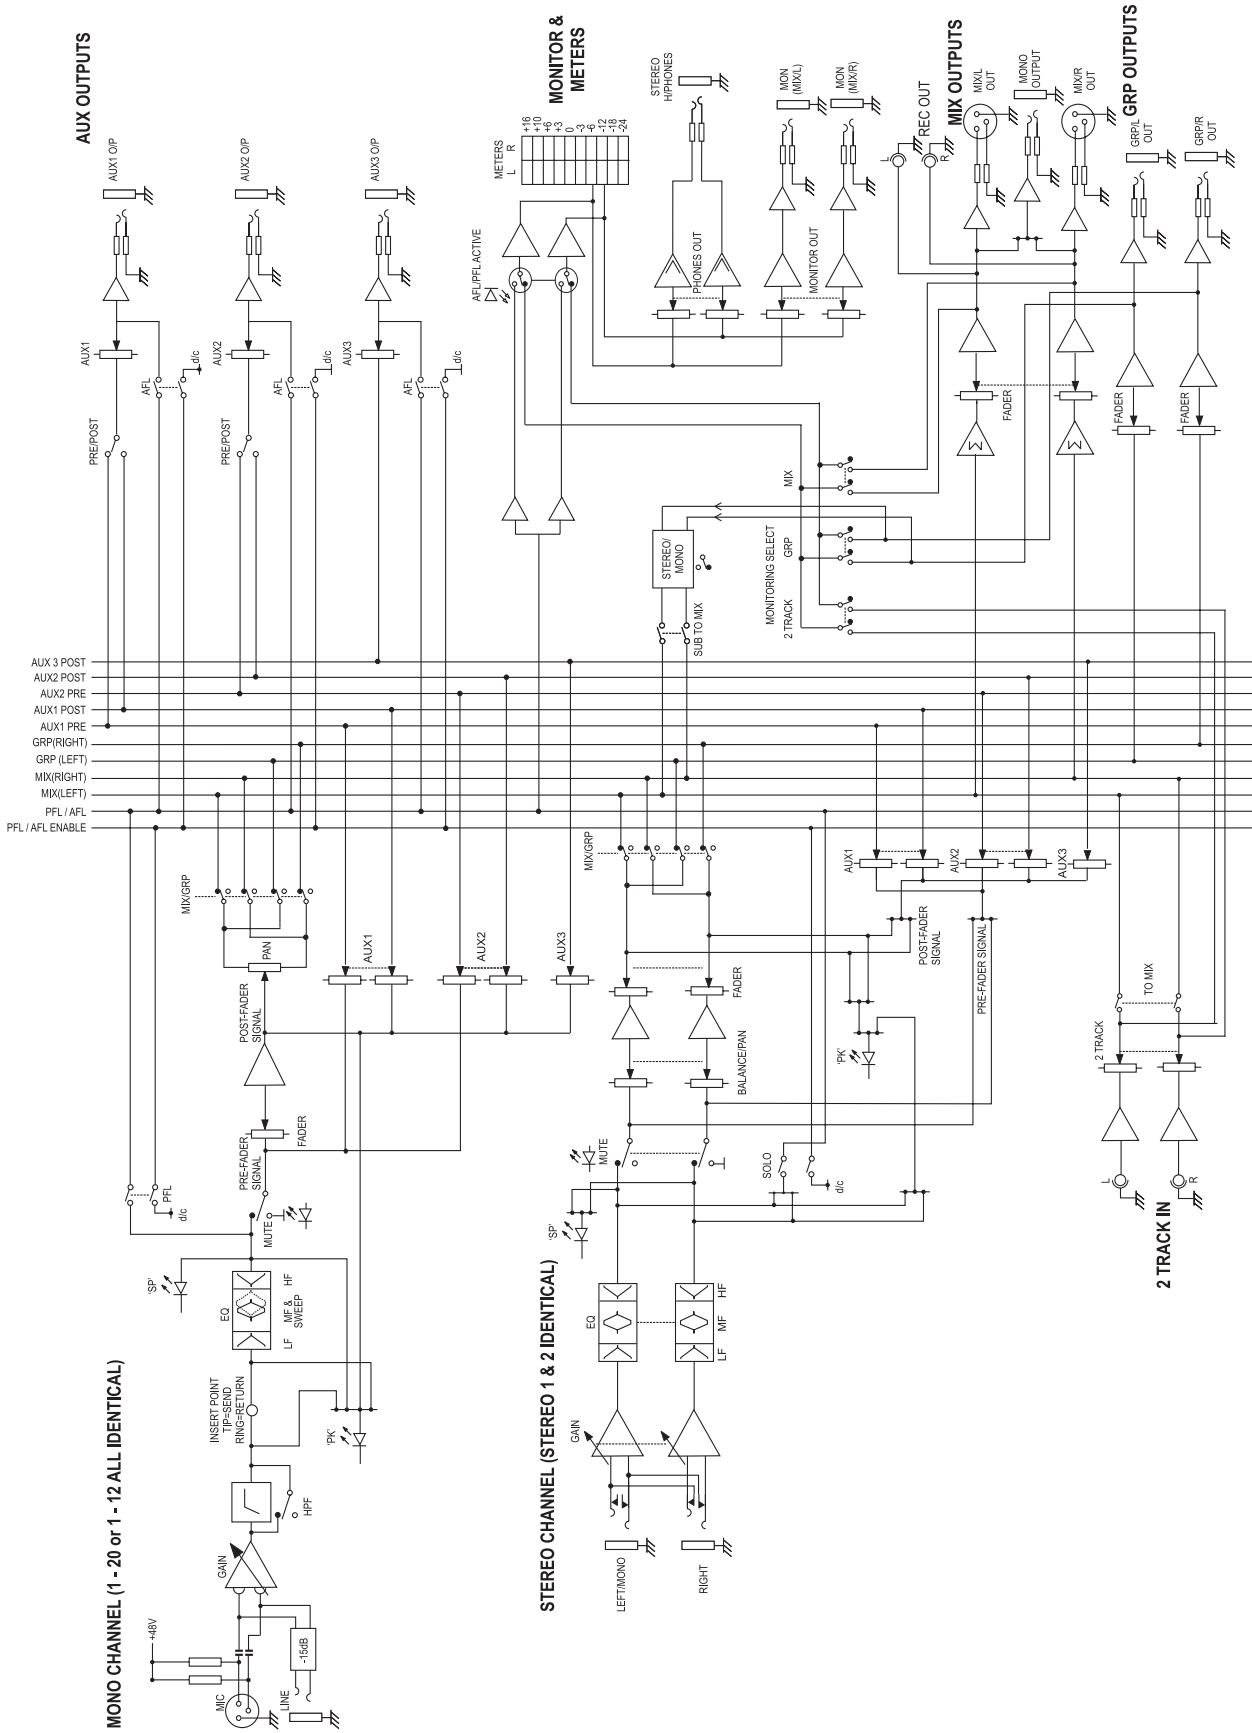 AUX OUTPUTS
AUX1 O/P
AUX2 O/P
AUX3 O/P
AUX1
AUX2
AUX3
PRE/POST
PRE/POST
AFL
AFL
AFL
d/c
d/c
d/c
MONITOR &
METERS
METERS
L R
+16
+10
+6
+3
0
-3
-6
-12
-18
-24
AFL/PFL ACTIVE
STEREO
H/PHONES
MON
(MIX/L)
MON
(MIX/R)
PHONES OUT
MONITOR OUT
REC OUT
L
R
MIX OUTPUTS
MIX/L
OUT
MONO
OUTPUT
MIX/R
OUT
GRP OUTPUTS
GRP/L
OUT
GRP/R
OUT
FADER
FADER
FADER
Σ
Σ
MONITORING SELECT
MIX
GRP
2 TRACK
STEREO/
MONO
SUB TO MIX
AUX 3 POST
AUX2 POST
AUX2 PRE
AUX1 POST
AUX1 PRE
GRP(RIGHT)
GRP (LEFT)
MIX(RIGHT)
MIX(LEFT)
PFL / AFL
PFL / AFL ENABLE
MONO CHANNEL (1 - 20 or 1 - 12 ALL IDENTICAL)
MIC
LINE
+48V
-15dB
GAIN
HPF
INSERT POINT
TIP=SEND
RING=RETURN
'PK'
EQ
LF
MF &
SWEEP
HF
'SP'
MUTE
PFL
d/c
PRE-FADER
SIGNAL
FADER
POST-FADER
SIGNAL
PAN
MIX/GRP
AUX1
AUX2
AUX3
STEREO CHANNEL (STEREO 1 & 2 IDENTICAL)
LEFT/MONO
RIGHT
GAIN
EQ
LF
MF
HF
'SP'
MUTE
SOLO
d/c
BALANCE/PAN
FADER
'PK'
MIX/GRP
POST-FADER
SIGNAL
PRE-FADER SIGNAL
AUX1
AUX2
AUX3
2 TRACK IN
L
R
2 TRACK
TO MIX